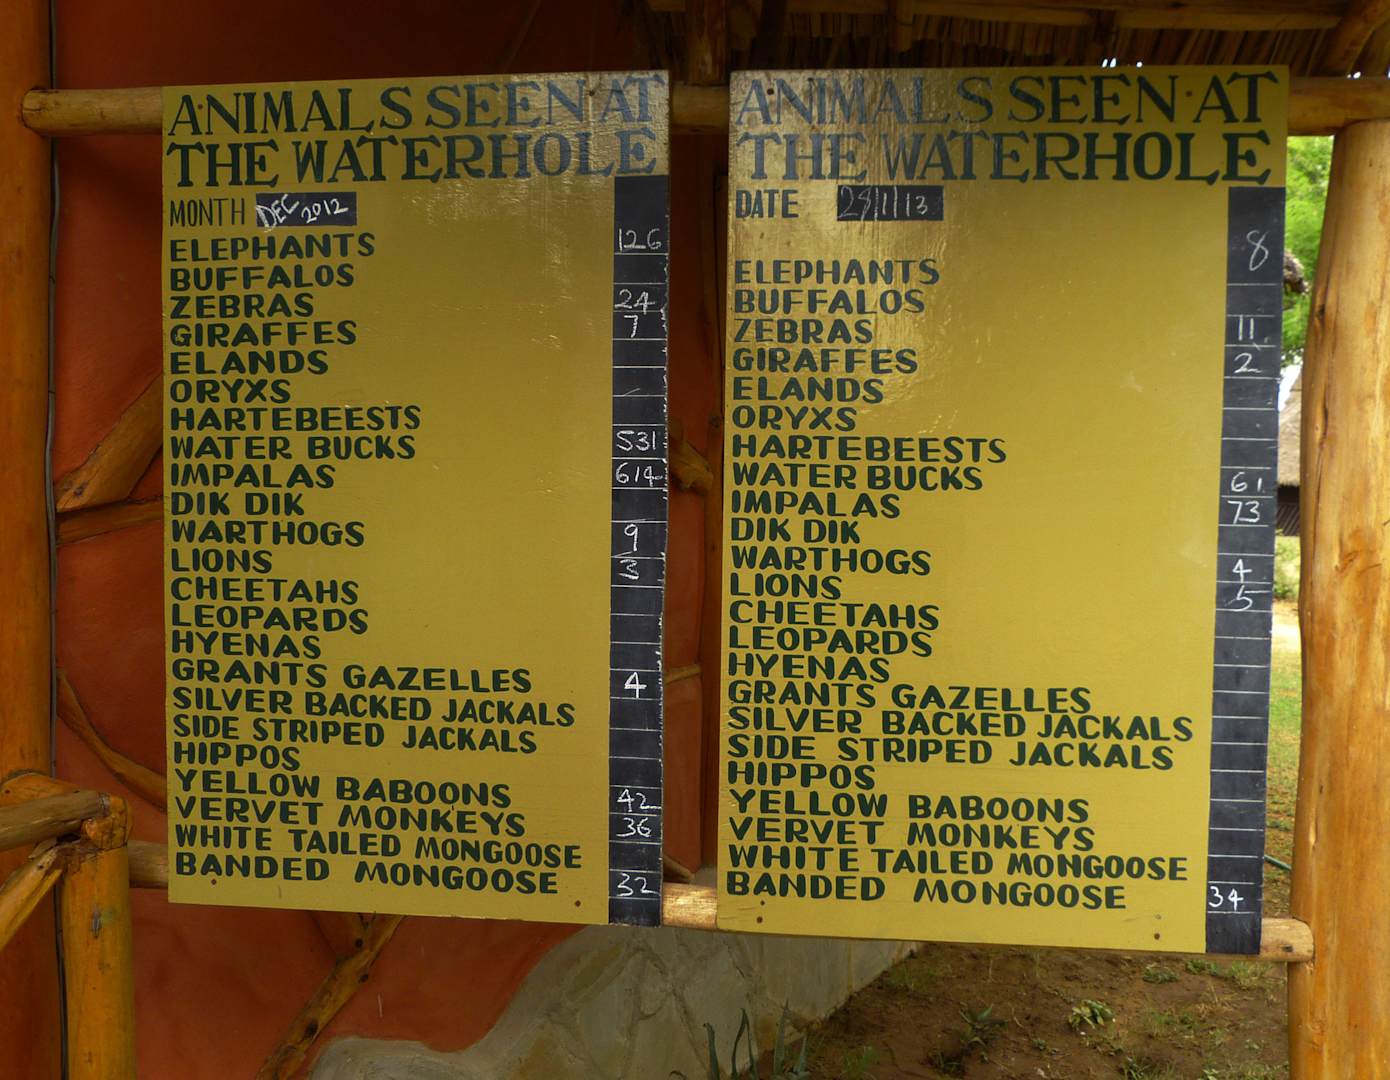 ANIMALS SEEN AT
THE WATERHOLE
MONTH DEC 2012
ELEPHANTS 126
BUFFALOS
ZEBRAS 24
GIRAFFES 7
ELANDS
ORYXS
HARTEBEESTS
WATER BUCKS 531
IMPALAS 614
DIK DIK
WARTHOGS 9
LIONS 3
CHEETAHS
LEOPARDS
HYENAS
GRANTS GAZELLES 4
SILVER BACKED JACKALS
SIDE STRIPED JACKALS
HIPPOS
YELLOW BABOONS 42
VERVET MONKEYS 36
WHITE TAILED MONGOOSE
BANDED MONGOOSE 32
ANIMALS SEEN AT
THE WATERHOLE
DATE 29/1/13
ELEPHANTS 8
BUFFALOS
ZEBRAS 11
GIRAFFES 2
ELANDS
ORYXS
HARTEBEESTS
WATER BUCKS 61
IMPALAS 73
DIK DIK
WARTHOGS 4
LIONS 5
CHEETAHS
LEOPARDS
HYENAS
GRANTS GAZELLES
SILVER BACKED JACKALS
SIDE STRIPED JACKALS
HIPPOS
YELLOW BABOONS
VERVET MONKEYS
WHITE TAILED MONGOOSE
BANDED MONGOOSE 34